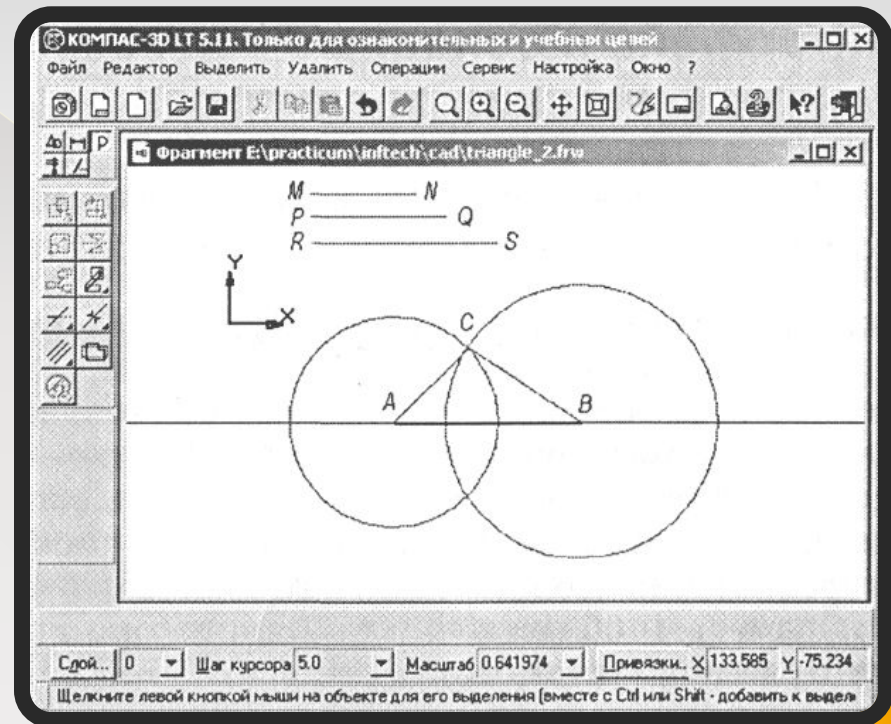 КОМПАС-3D LT 5.11. Только для ознакомительных и учебных целей
Файл Редактор Выделить Удалить Операции Сервис Настройка Окно ?
Фрагмент E:\practicum\inftech\cad\triangle_2.frw
M N
P Q
R S
Y
X
C
A B
Слой... 0 Шаг курсора 5.0 Масштаб 0.641974 Привязки.. X 133.585 Y -75.234
Щелкните левой кнопкой мыши на объекте для его выделения (вместе с Ctrl или Shift - добавить к выдел